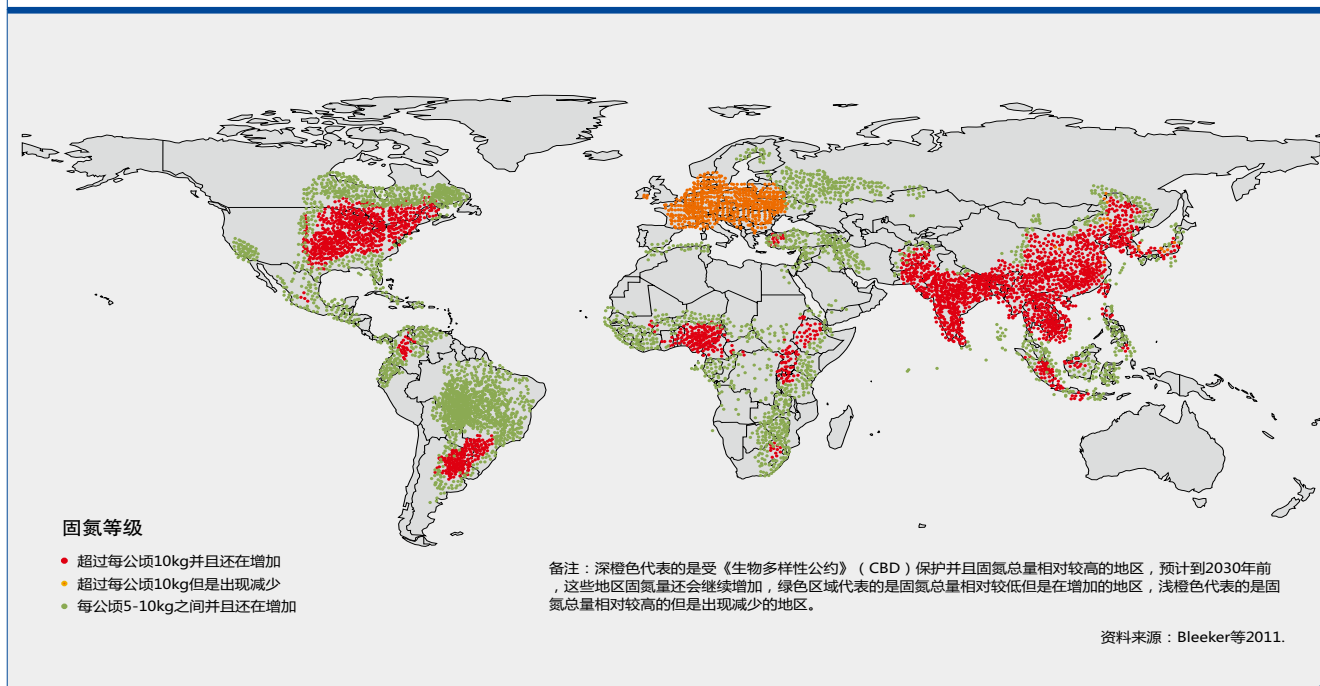 固氮等级
超过每公顷10kg并且还在增加
超过每公顷10kg但是出现减少
每公顷5-10kg之间并且还在增加
备注：深橙色代表的是受《生物多样性公约》（CBD）保护并且固氮总量相对较高的地区，预计到2030年前
，这些地区固氮量还会继续增加，绿色区域代表的是固氮总量相对较低但是在增加的地区，浅橙色代表的是固
氮总量相对较高的但是出现减少的地区。
资料来源：Bleeker等2011.